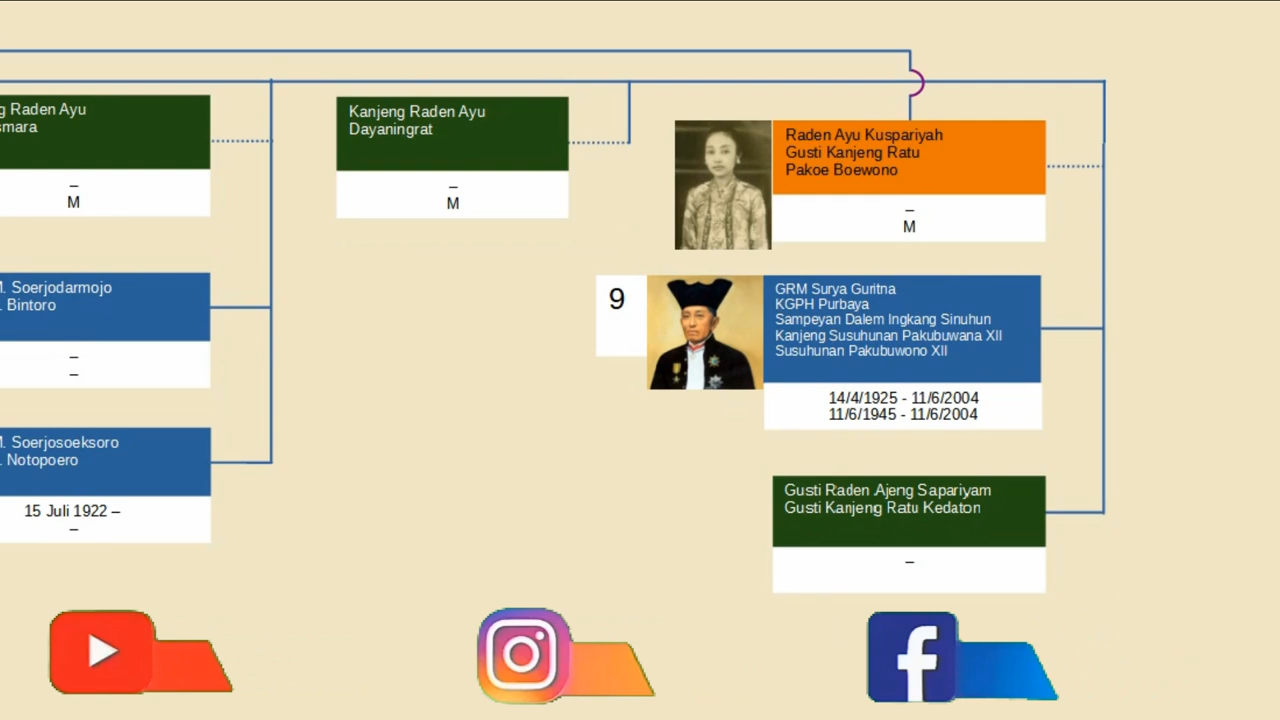 g Raden Ayu
smara
–
M
Kanjeng Raden Ayu
Dayaningrat
–
M
Raden Ayu Kuspariyah
Gusti Kanjeng Ratu
Pakoe Boewono
–
M
M. Soerjodarmojo
. Bintoro
–
–
9
GRM Surya Guritna
KGPH Purbaya
Sampeyan Dalem Ingkang Sinuhun
Kanjeng Susuhunan Pakubuwana XII
Susuhunan Pakubuwono XII
14/4/1925 - 11/6/2004
11/6/1945 - 11/6/2004
M. Soerjosoeksoro
. Notopoero
15 Juli 1922 –
–
Gusti Raden Ajeng Sapariyam
Gusti Kanjeng Ratu Kedaton
–